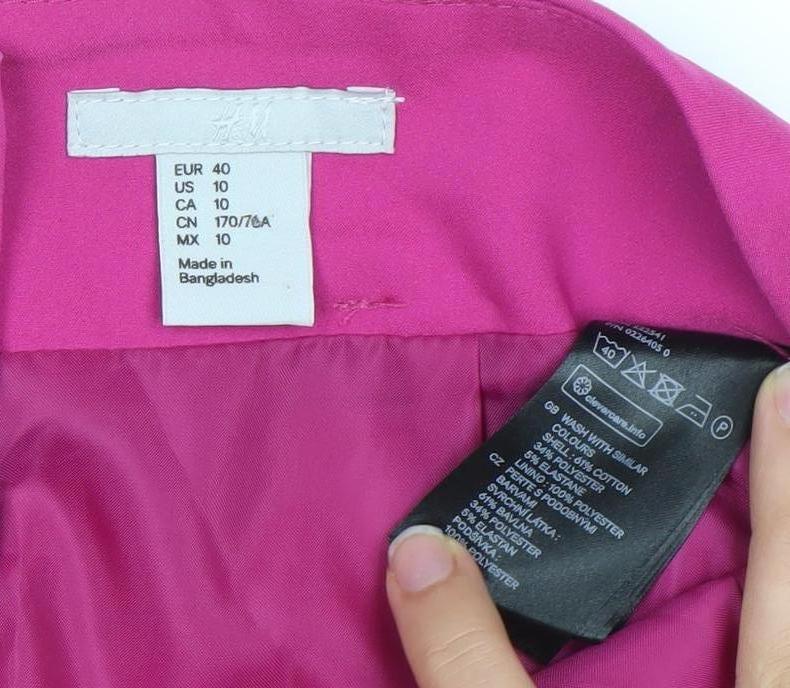 H&M
EUR 40
US 10
CA 10
CN 170/76A
MX 10
Made in
Bangladesh
0226405 0
40
P
clevercare.info
GB WASH WITH SIMILAR
COLOURS
SHELL : 61% COTTON
34% POLYESTER
5% ELASTANE
LINING : 100% POLYESTER
CZ PERTE S PODOBNÝMI
BARVAMI
SVRCHNÍ LÁTKA :
61% BAVLNA
34% POLYESTER
5% ELASTAN
PODŠÍVKA :
100% POLYESTER